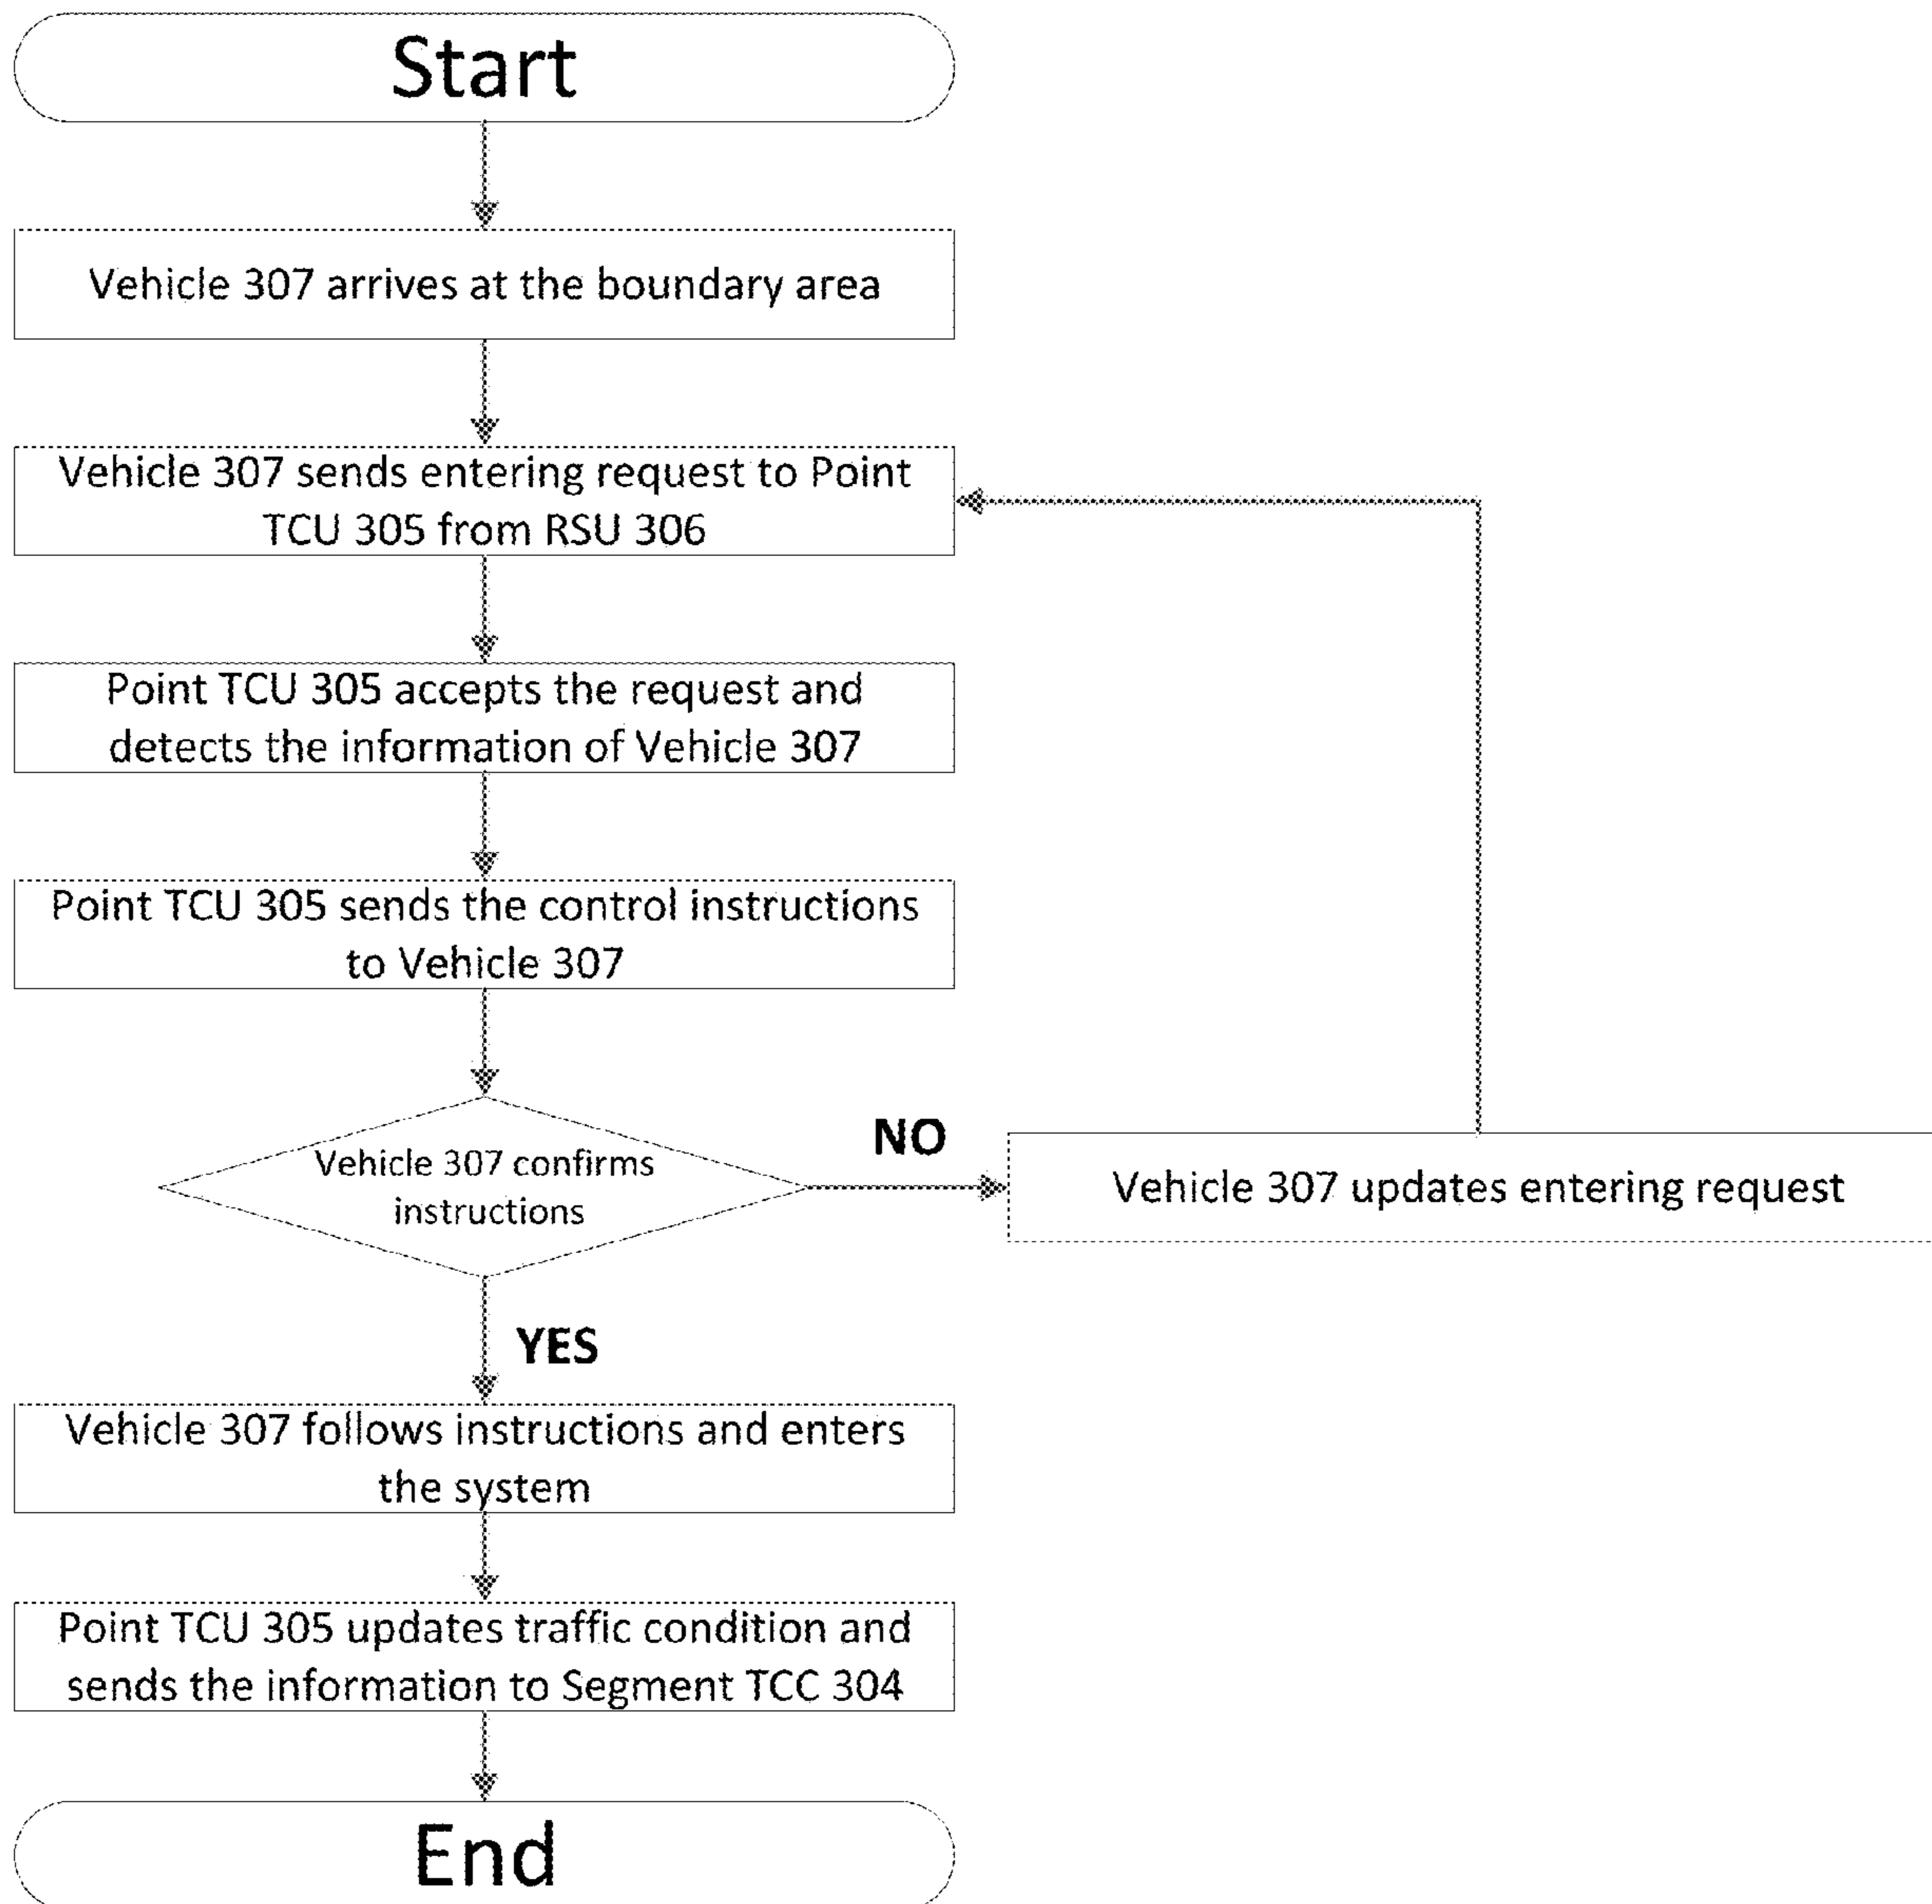 Start
Vehicle 307 arrives at the boundary area
Vehicle 307 sends entering request to Point
TCU 305 from RSU 306
Point TCU 305 accepts the request and
detects the information of Vehicle 307
Point TCU 305 sends the control instructions
to Vehicle 307
Vehicle 307 confirms
instructions
NO
Vehicle 307 updates entering request
YES
Vehicle 307 follows instructions and enters
the system
Point TCU 305 updates traffic condition and
sends the information to Segment TCC 304
End